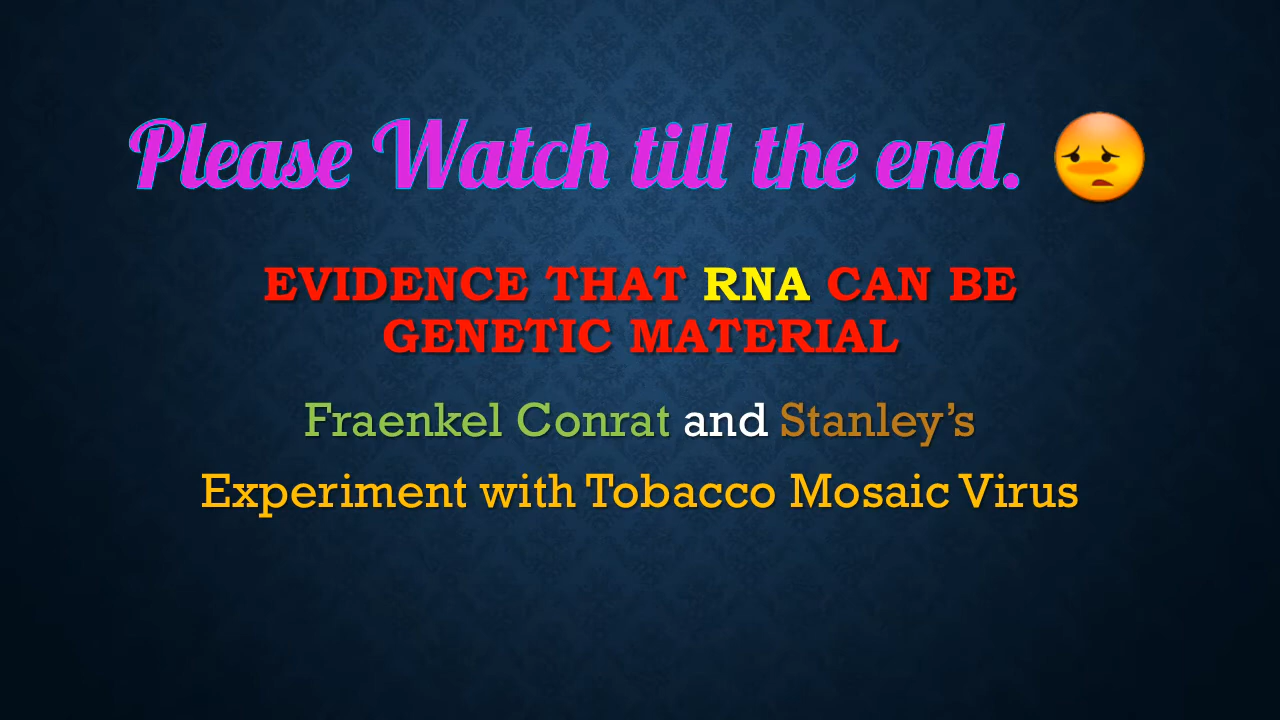 Please Watch till the end. 😳
EVIDENCE THAT RNA CAN BE
GENETIC MATERIAL
Fraenkel Conrat and Stanley’s
Experiment with Tobacco Mosaic Virus